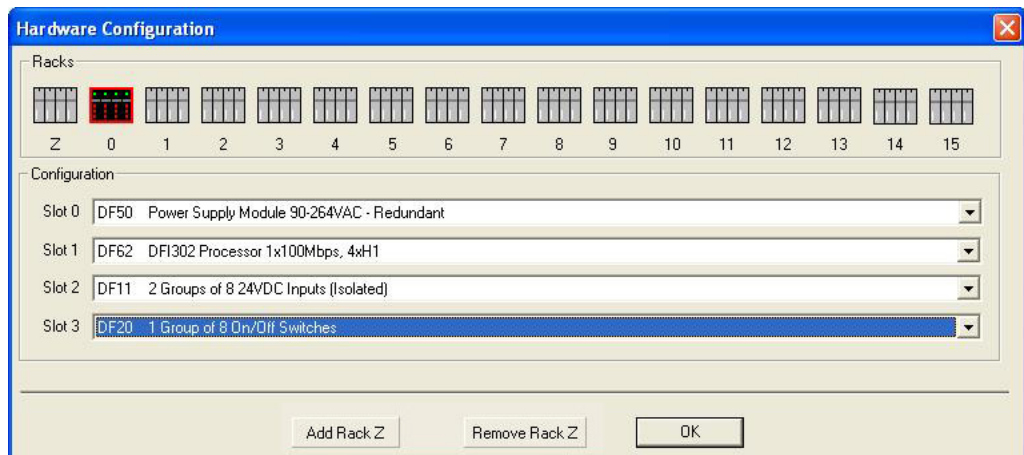 Hardware Configuration
Racks
Z 0 1 2 3 4 5 6 7 8 9 10 11 12 13 14 15
Configuration
Slot 0 DF50 Power Supply Module 90-264VAC - Redundant
Slot 1 DF62 DFI302 Processor 1x100Mbps, 4xH1
Slot 2 DF11 2 Groups of 8 24VDC Inputs (Isolated)
Slot 3 DF20 1 Group of 8 On/Off Switches
Add Rack Z Remove Rack Z OK